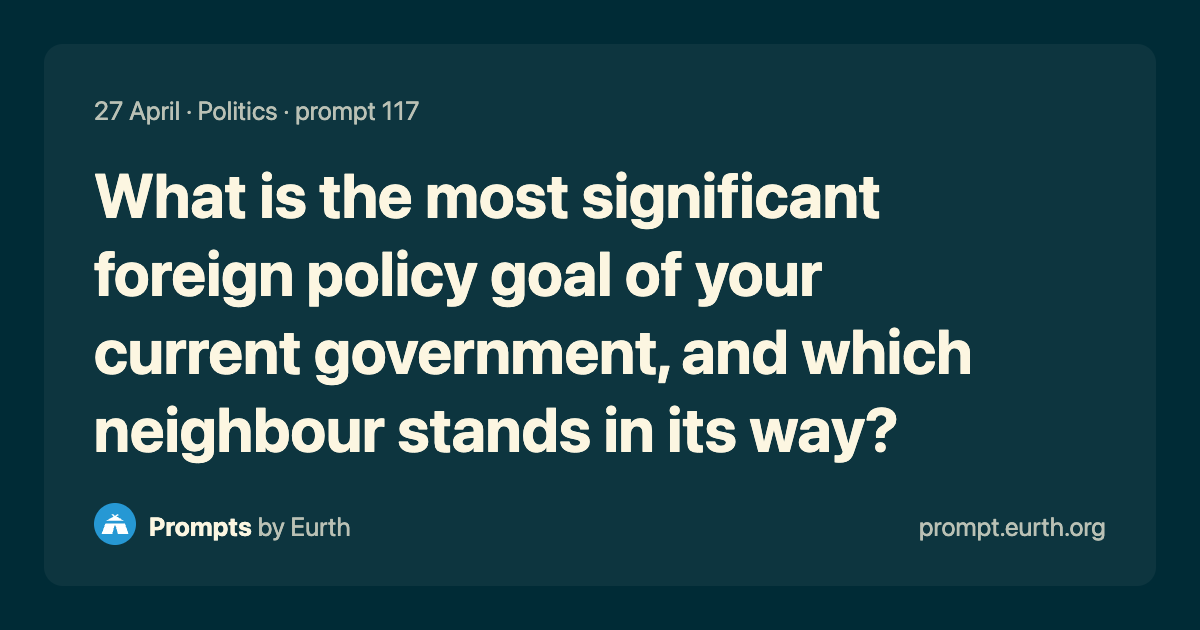 27 April · Politics · prompt 117
What is the most significant
foreign policy goal of your
current government, and which
neighbour stands in its way?
Prompts by Eurth
prompt.eurth.org